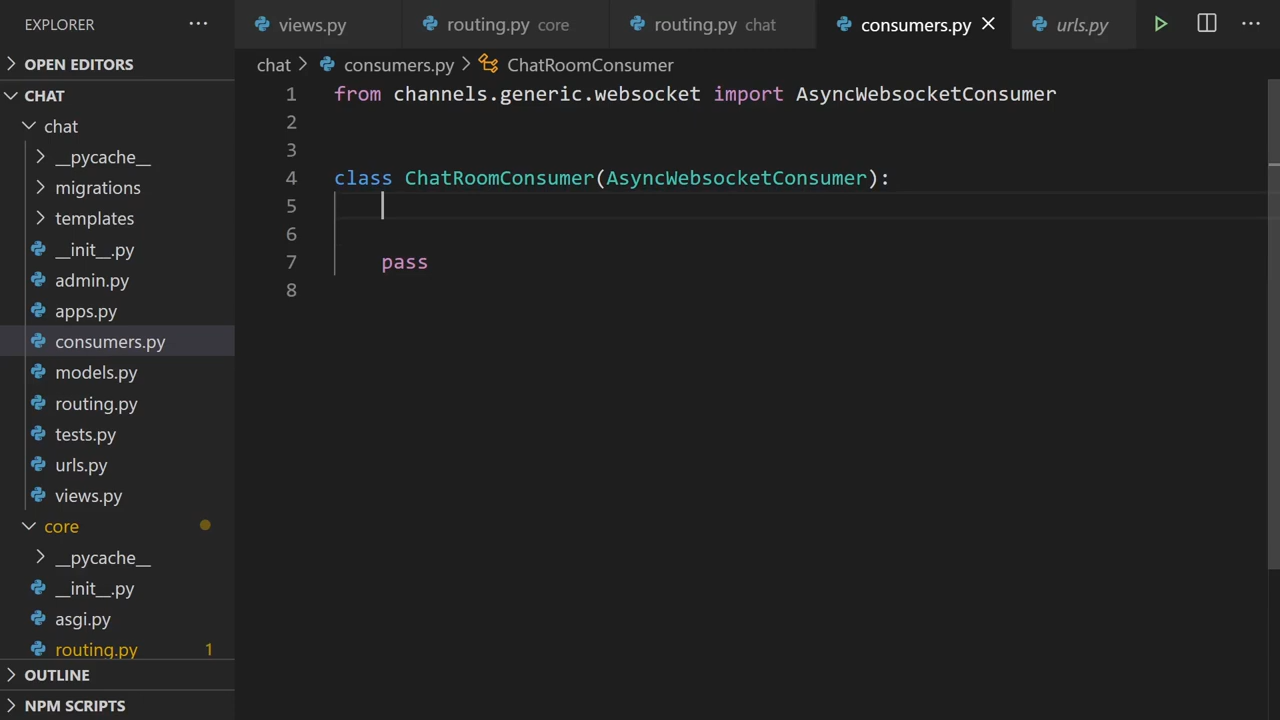 EXPLORER
views.py
routing.py core
routing.py chat
consumers.py
urls.py
OPEN EDITORS
chat > consumers.py > ChatRoomConsumer
CHAT
chat
__pycache__
migrations
templates
__init__.py
admin.py
apps.py
consumers.py
models.py
routing.py
tests.py
urls.py
views.py
core
__pycache__
__init__.py
asgi.py
routing.py 1
OUTLINE
NPM SCRIPTS
1 from channels.generic.websocket import AsyncWebsocketConsumer
2
3
4 class ChatRoomConsumer(AsyncWebsocketConsumer):
5
6
7 pass
8